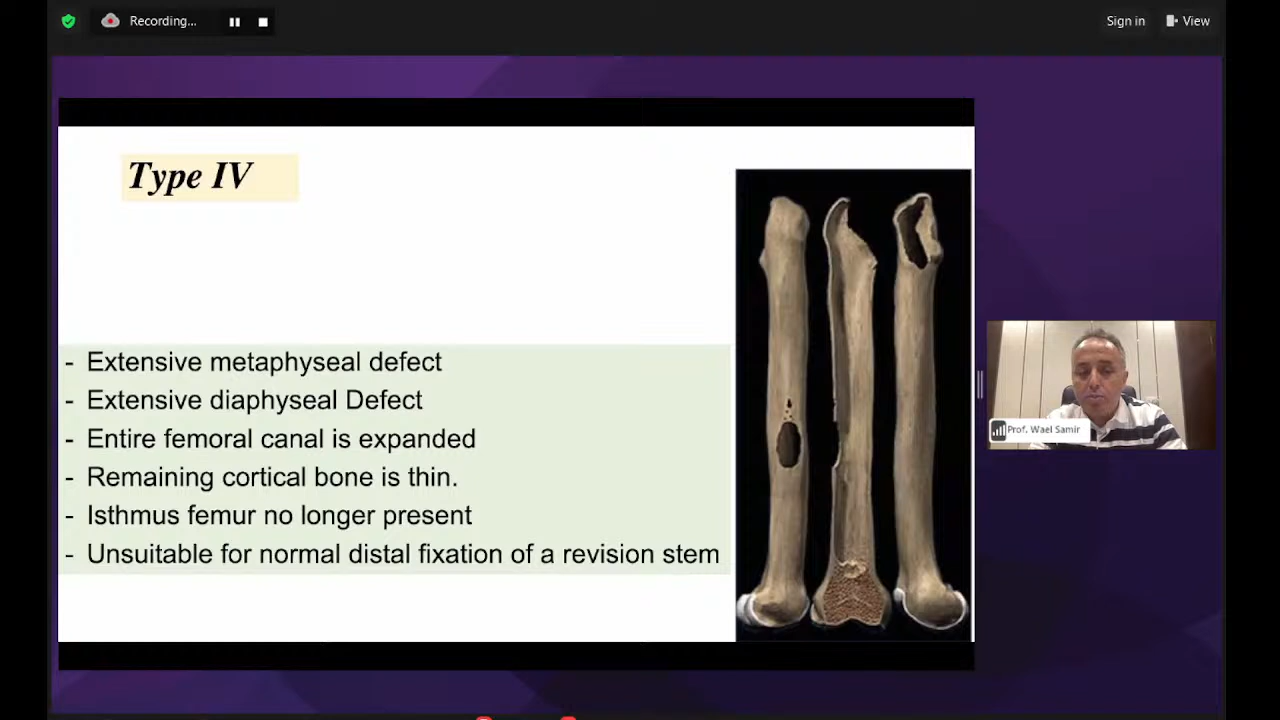 Recording...
Sign in
View
Type IV
- Extensive metaphyseal defect
- Extensive diaphyseal Defect
- Entire femoral canal is expanded
- Remaining cortical bone is thin.
- Isthmus femur no longer present
- Unsuitable for normal distal fixation of a revision stem
Prof. Wael Samir